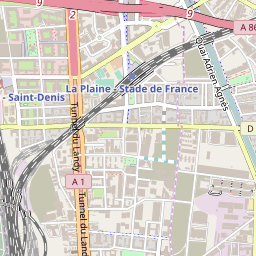 9
2
9
A 86
Quai Adrien Agnès
La Plaine - Stade de France
- Saint-Denis
Tunnel du Landy
D
A 1
Tunnel du Land